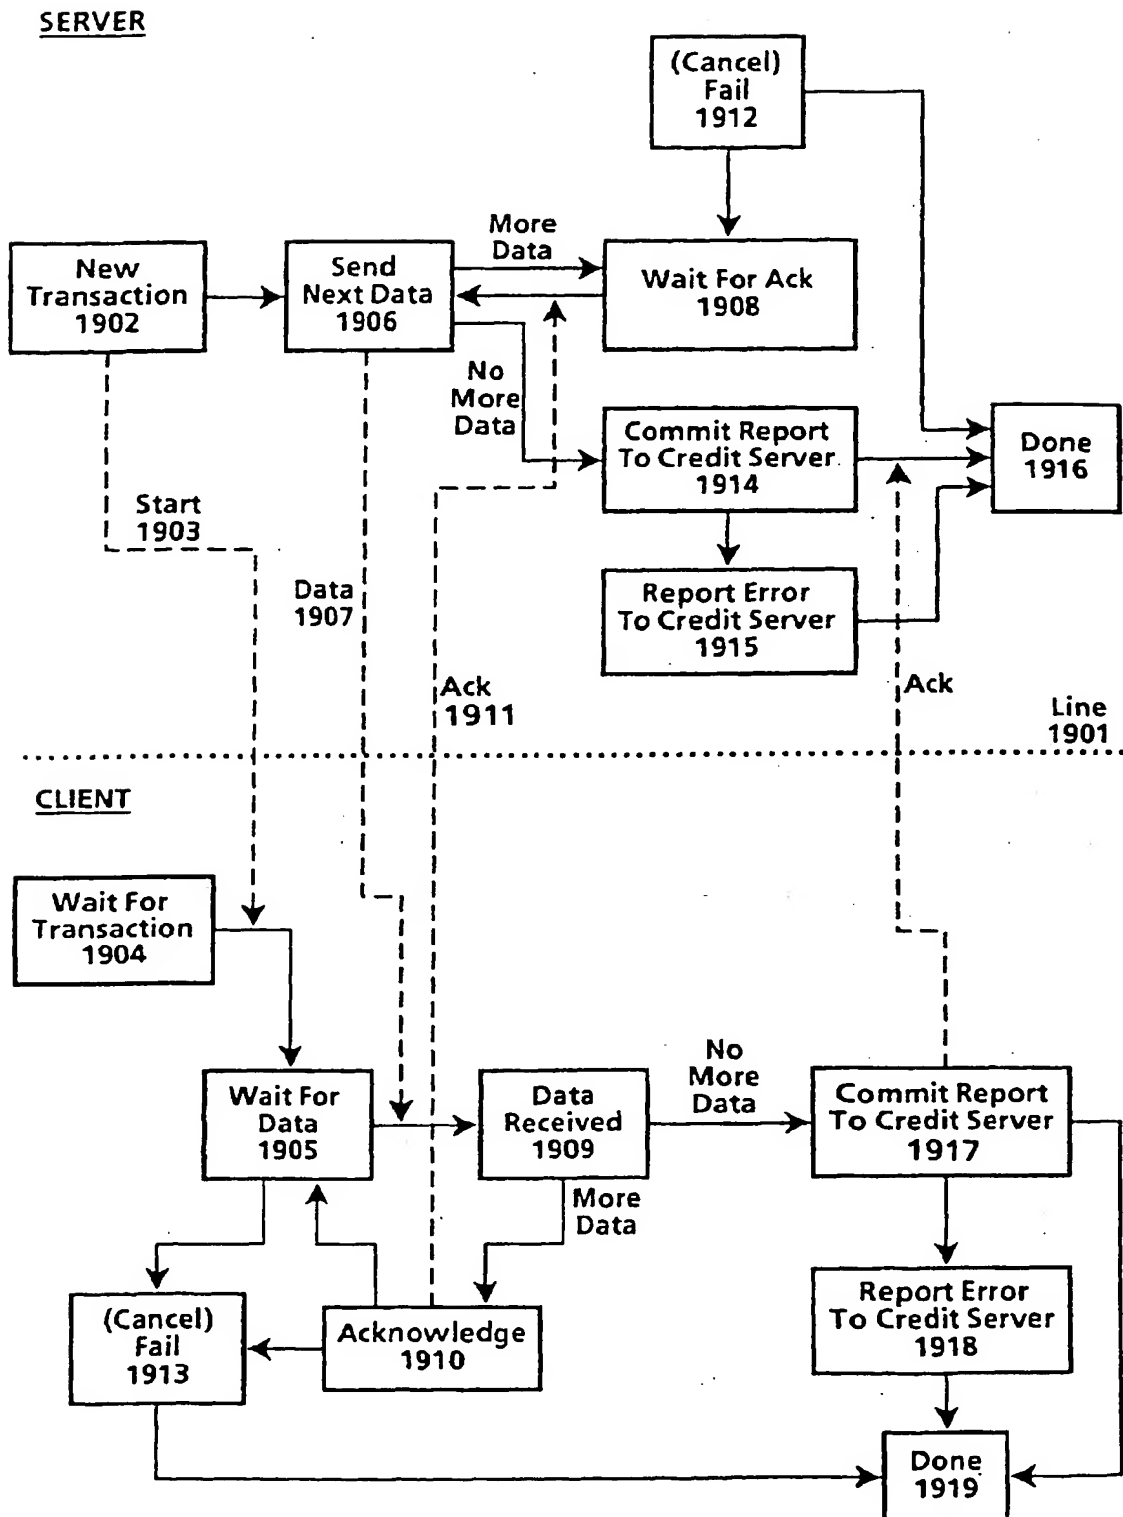 SERVER
(Cancel)
Fail
1912
More
Data
New
Transaction
1902
Send
Next Data
1906
Wait For Ack
1908
No
More
Data
Commit Report
To Credit Server
1914
Done
1916
Start
1903
Data
1907
Report Error
To Credit Server
1915
Ack
1911
Ack
Line
1901
CLIENT
Wait For
Transaction
1904
No
More
Data
Wait For
Data
1905
Data
Received
1909
Commit Report
To Credit Server
1917
More
Data
(Cancel)
Fail
1913
Acknowledge
1910
Report Error
To Credit Server
1918
Done
1919